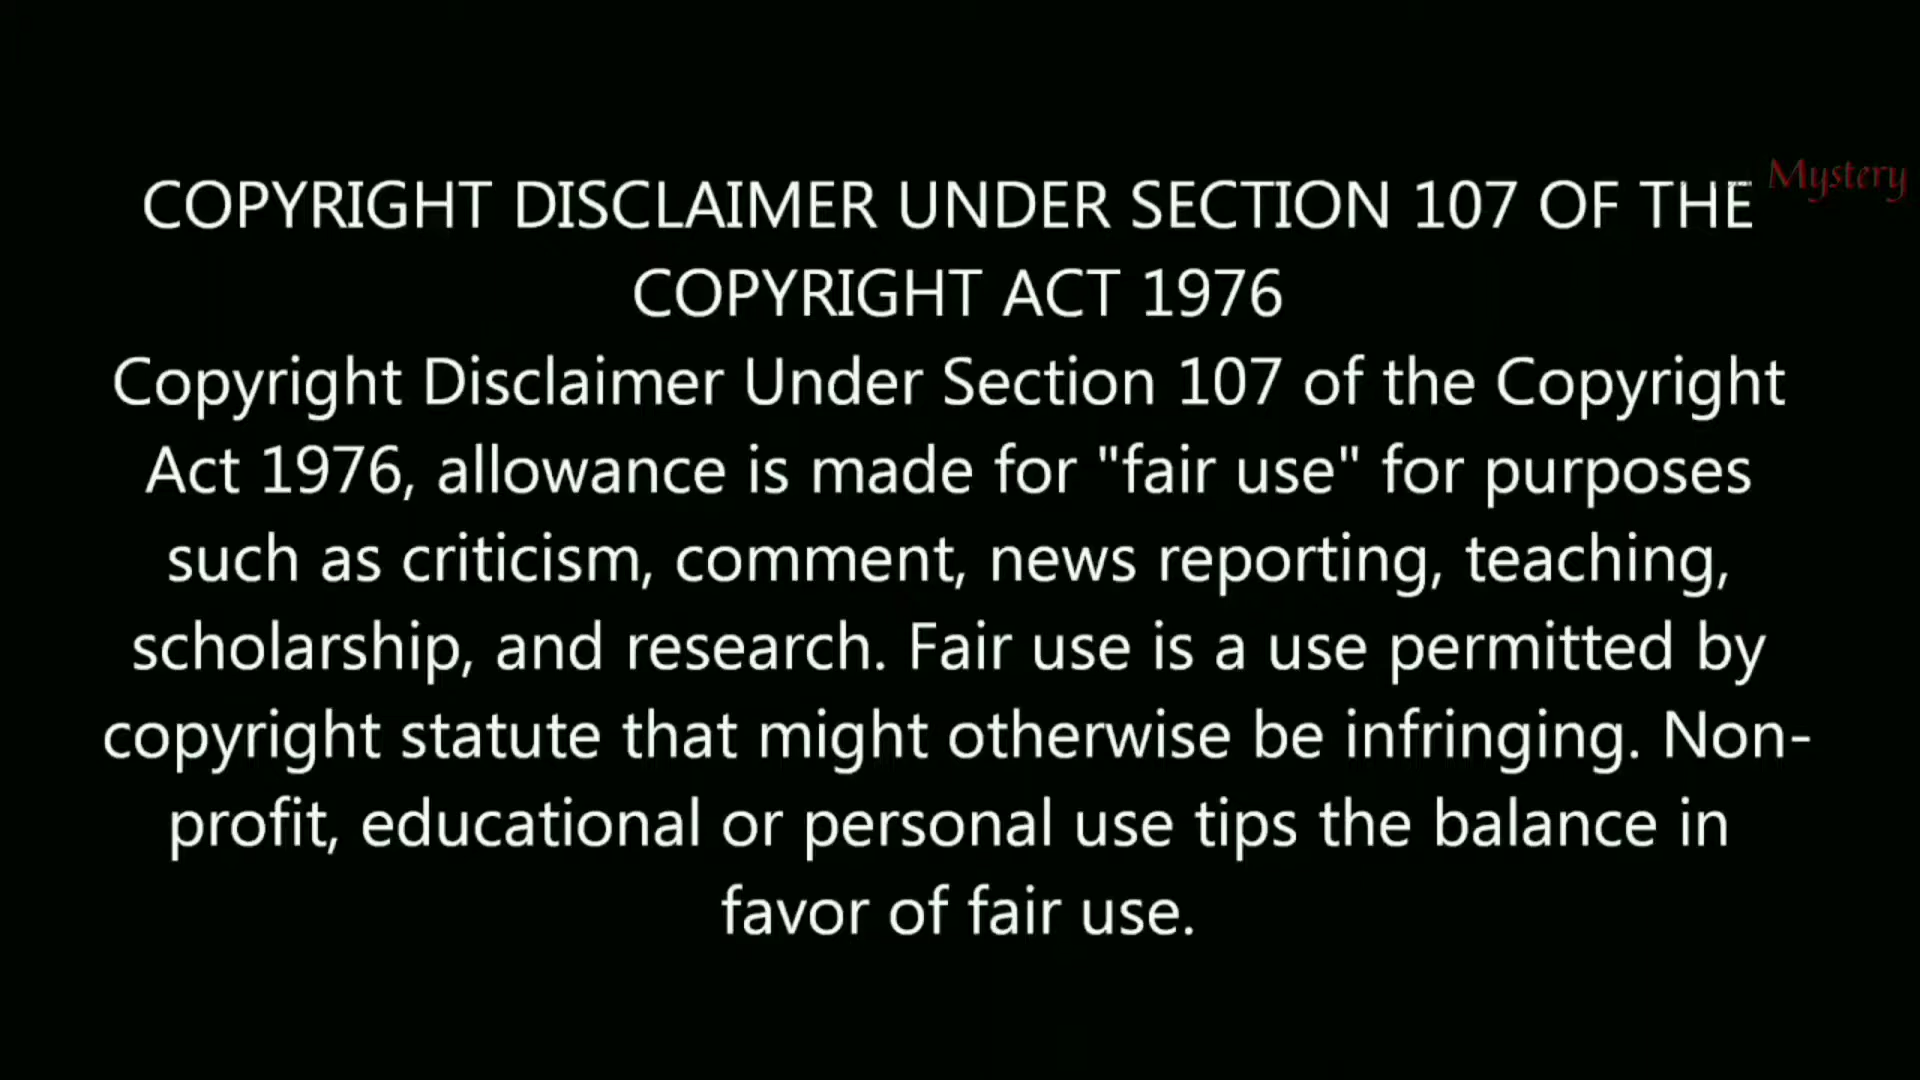 COPYRIGHT DISCLAIMER UNDER SECTION 107 OF THE
Mystery
COPYRIGHT ACT 1976
Copyright Disclaimer Under Section 107 of the Copyright
Act 1976, allowance is made for "fair use" for purposes
such as criticism, comment, news reporting, teaching,
scholarship, and research. Fair use is a use permitted by
copyright statute that might otherwise be infringing. Non-
profit, educational or personal use tips the balance in
favor of fair use.